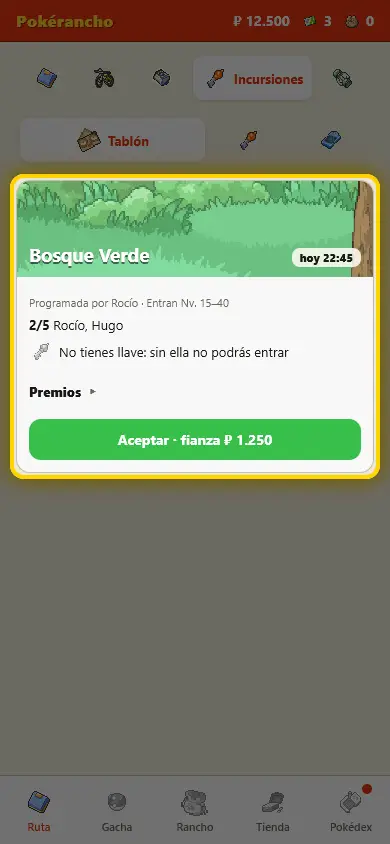 Pokérancho
₽ 12.500
3
0
Incursiones
Tablón
Bosque Verde
hoy 22:45
Programada por Rocío · Entran Nv. 15–40
2/5 Rocío, Hugo
No tienes llave: sin ella no podrás entrar
Premios ▸
Aceptar · fianza ₽ 1.250
Ruta
Gacha
Rancho
Tienda
Pokédex